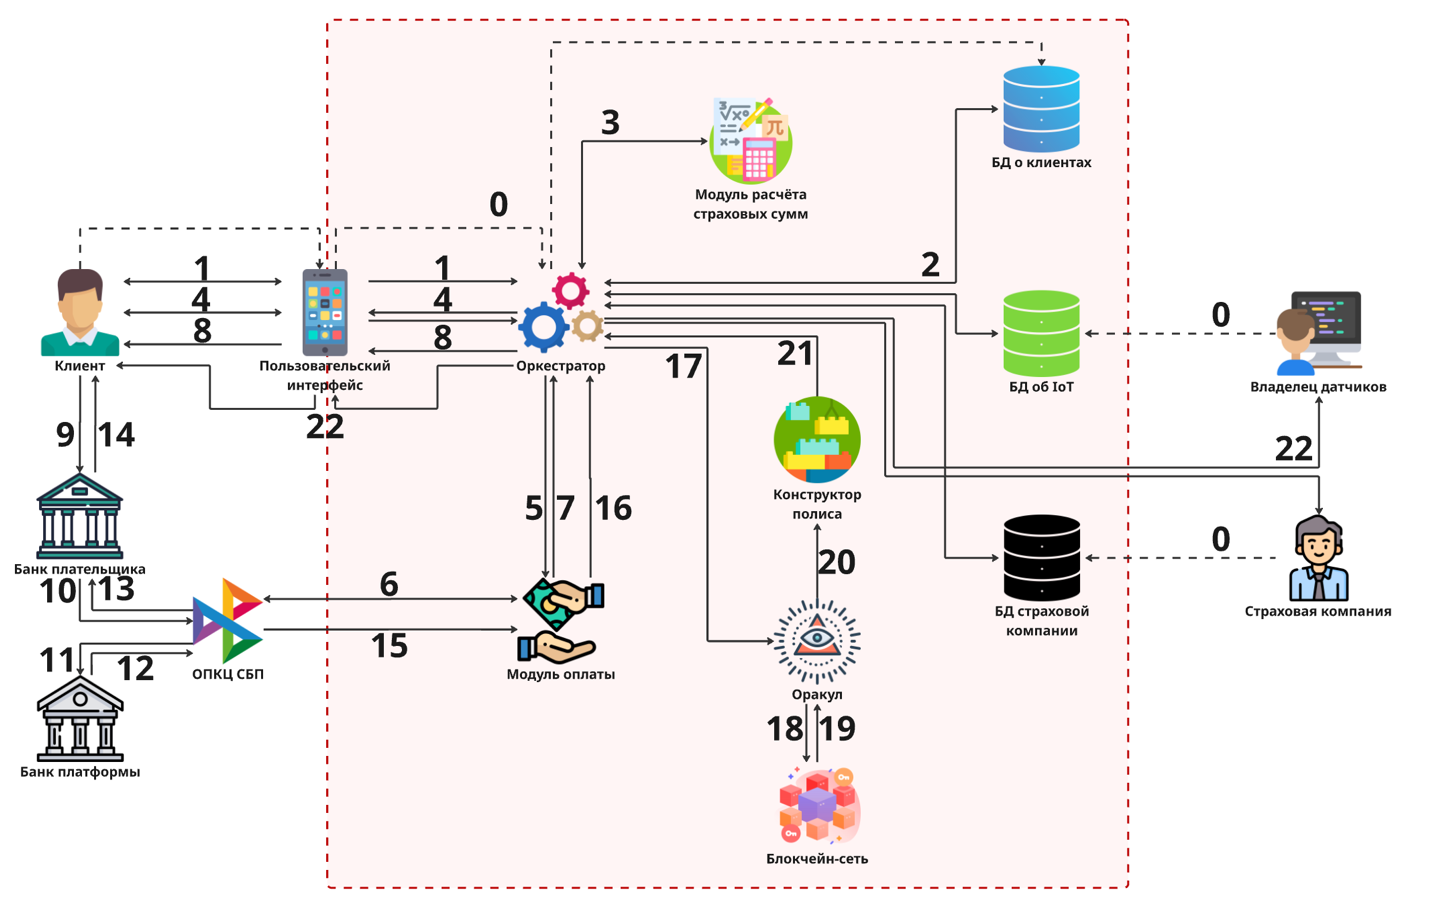 3
БД о клиентах
Модуль расчёта
страховых сумм
0
2
1
1
4
4
8
8
0
Клиент
Пользовательский
интерфейс
Оркестратор
17
21
БД об IoT
Владелец датчиков
22
9
14
22
5
7
16
Конструктор
полиса
0
Банк плательщика
10
13
6
20
БД страховой
компании
Страховая компания
11
12
15
ОПКЦ СБП
Модуль оплаты
Оракул
18
19
Банк платформы
Блокчейн-сеть
√x°
3
π
x